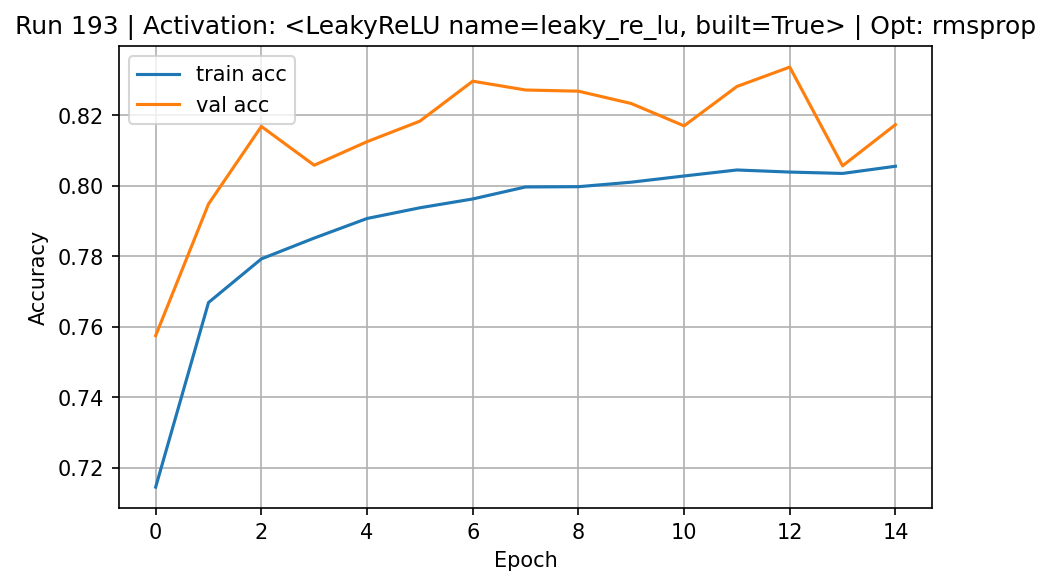 Run 193 | Activation: <LeakyReLU name=leaky_re_lu, built=True> | Opt: rmsprop
train acc
val acc
0.82
0.80
0.78
0.76
0.74
0.72
Accuracy
0 2 4 6 8 10 12 14
Epoch